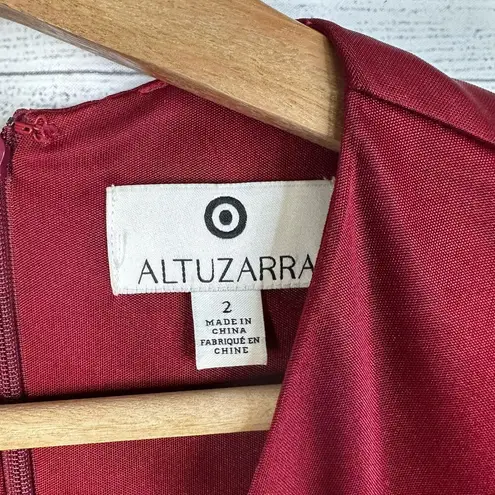 ALTUZARRA
2
MADE IN
CHINA
FABRIQUÉ EN
CHINE